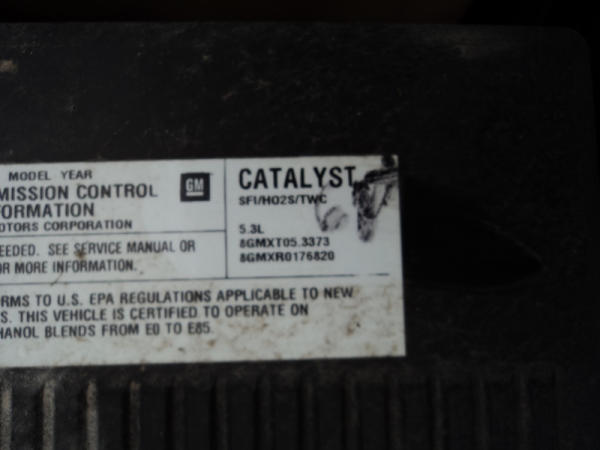 MODEL YEAR
MISSION CONTROL
FORMATION
MOTORS CORPORATION
GM
EEDED. SEE SERVICE MANUAL OR
OR MORE INFORMATION.
CATALYST
SFI/HO2S/TWC
5.3L
8GMXT05.3373
8GMXR0176820
RMS TO U.S. EPA REGULATIONS APPLICABLE TO NEW
S. THIS VEHICLE IS CERTIFIED TO OPERATE ON
HANOL BLENDS FROM E0 TO E85.